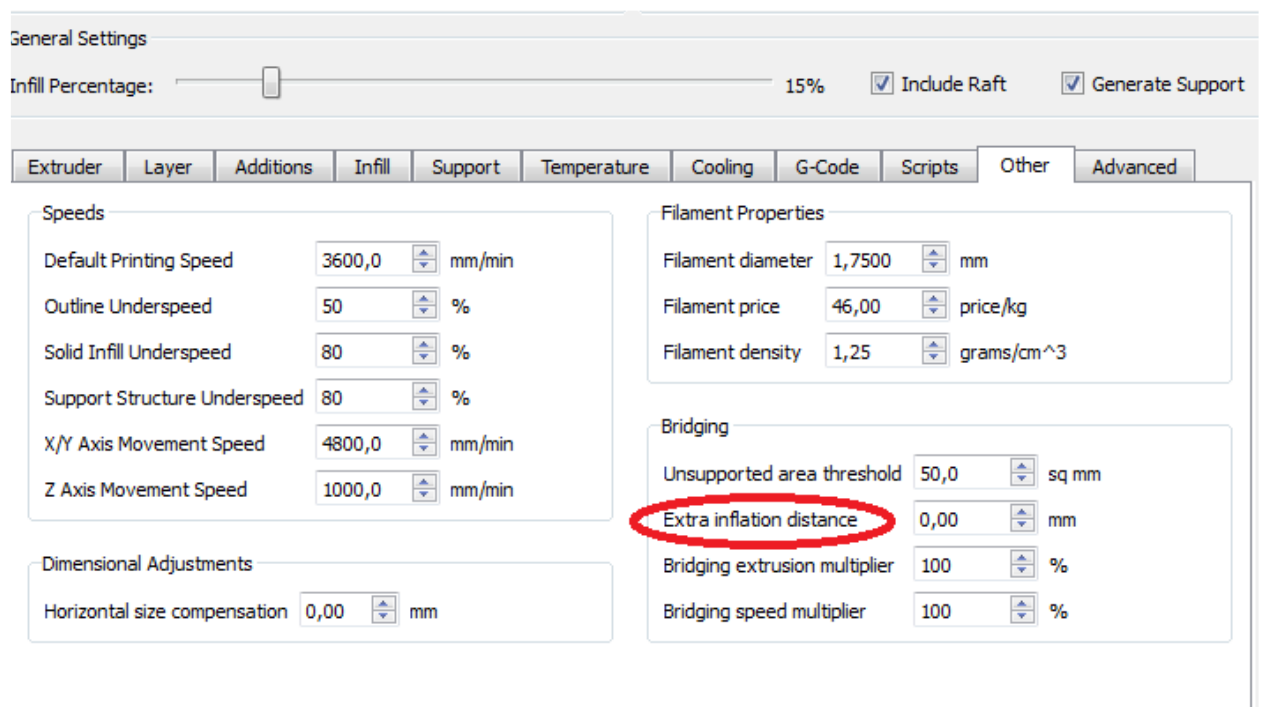 General Settings
Infill Percentage: 15% Include Raft Generate Support
Extruder Layer Additions Infill Support Temperature Cooling G-Code Scripts Other Advanced
Speeds
Default Printing Speed 3600,0 mm/min
Outline Underspeed 50 %
Solid Infill Underspeed 80 %
Support Structure Underspeed 80 %
X/Y Axis Movement Speed 4800,0 mm/min
Z Axis Movement Speed 1000,0 mm/min
Dimensional Adjustments
Horizontal size compensation 0,00 mm
Filament Properties
Filament diameter 1,7500 mm
Filament price 46,00 price/kg
Filament density 1,25 grams/cm^3
Bridging
Unsupported area threshold 50,0 sq mm
Extra inflation distance 0,00 mm
Bridging extrusion multiplier 100 %
Bridging speed multiplier 100 %